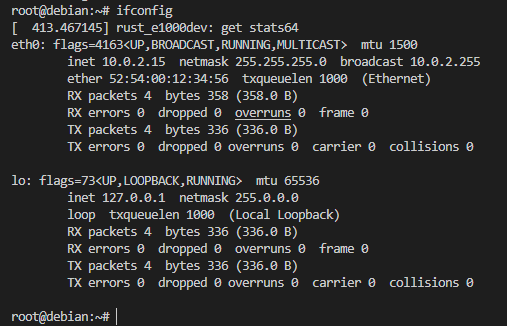 root@debian:~# ifconfig
[  413.467145] rust_e1000dev: get stats64
eth0: flags=4163<UP,BROADCAST,RUNNING,MULTICAST>  mtu 1500
        inet 10.0.2.15  netmask 255.255.255.0  broadcast 10.0.2.255
        ether 52:54:00:12:34:56  txqueuelen 1000  (Ethernet)
        RX packets 4  bytes 358 (358.0 B)
        RX errors 0  dropped 0  overruns 0  frame 0
        TX packets 4  bytes 336 (336.0 B)
        TX errors 0  dropped 0 overruns 0  carrier 0  collisions 0

lo: flags=73<UP,LOOPBACK,RUNNING>  mtu 65536
        inet 127.0.0.1  netmask 255.0.0.0
        loop  txqueuelen 1000  (Local Loopback)
        RX packets 4  bytes 336 (336.0 B)
        RX errors 0  dropped 0  overruns 0  frame 0
        TX packets 4  bytes 336 (336.0 B)
        TX errors 0  dropped 0 overruns 0  carrier 0  collisions 0

root@debian:~#